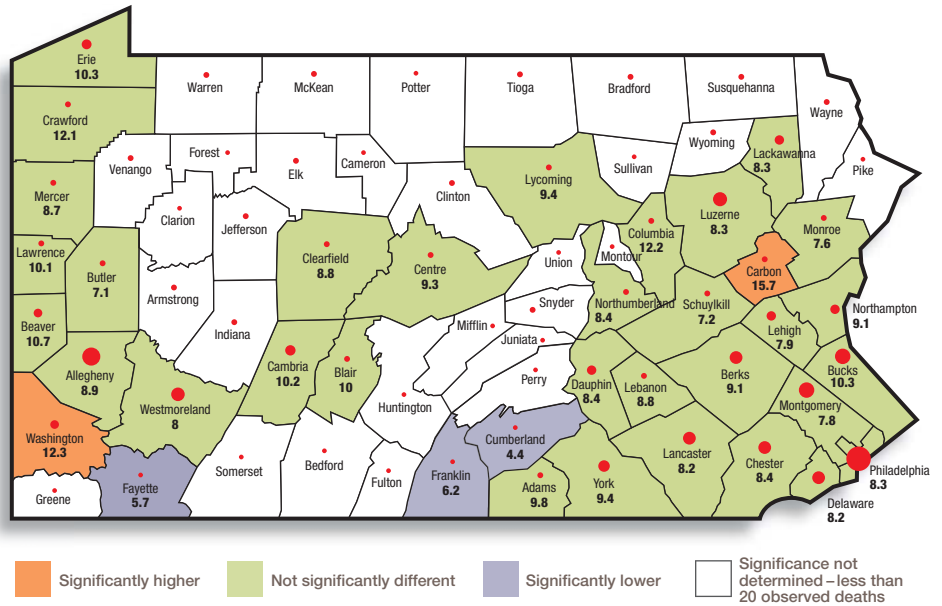 Erie
10.3
Warren
McKean
Potter
Tioga
Bradford
Susquehanna
Wayne
Crawford
12.1
Venango
Forest
Elk
Cameron
Clinton
Lycoming
9.4
Sullivan
Wyoming
Lackawanna
8.3
Pike
Mercer
8.7
Clarion
Jefferson
Clearfield
8.8
Centre
9.3
Union
Montour
Columbia
12.2
Luzerne
8.3
Monroe
7.6
Lawrence
10.1
Butler
7.1
Armstrong
Indiana
Snyder
Mifflin
Juniata
Northumberland
8.4
Schuylkill
7.2
Carbon
15.7
Northampton
9.1
Beaver
10.7
Lehigh
7.9
Allegheny
8.9
Westmoreland
8
Cambria
10.2
Blair
10
Huntington
Perry
Dauphin
8.4
Lebanon
8.8
Berks
9.1
Bucks
10.3
Montgomery
7.8
Washington
12.3
Greene
Fayette
5.7
Somerset
Bedford
Fulton
Franklin
6.2
Cumberland
4.4
Adams
9.8
York
9.4
Lancaster
8.2
Chester
8.4
Philadelphia
8.3
Delaware
8.2
Significantly higher
Not significantly different
Significantly lower
Significance not
determined – less than
20 observed deaths